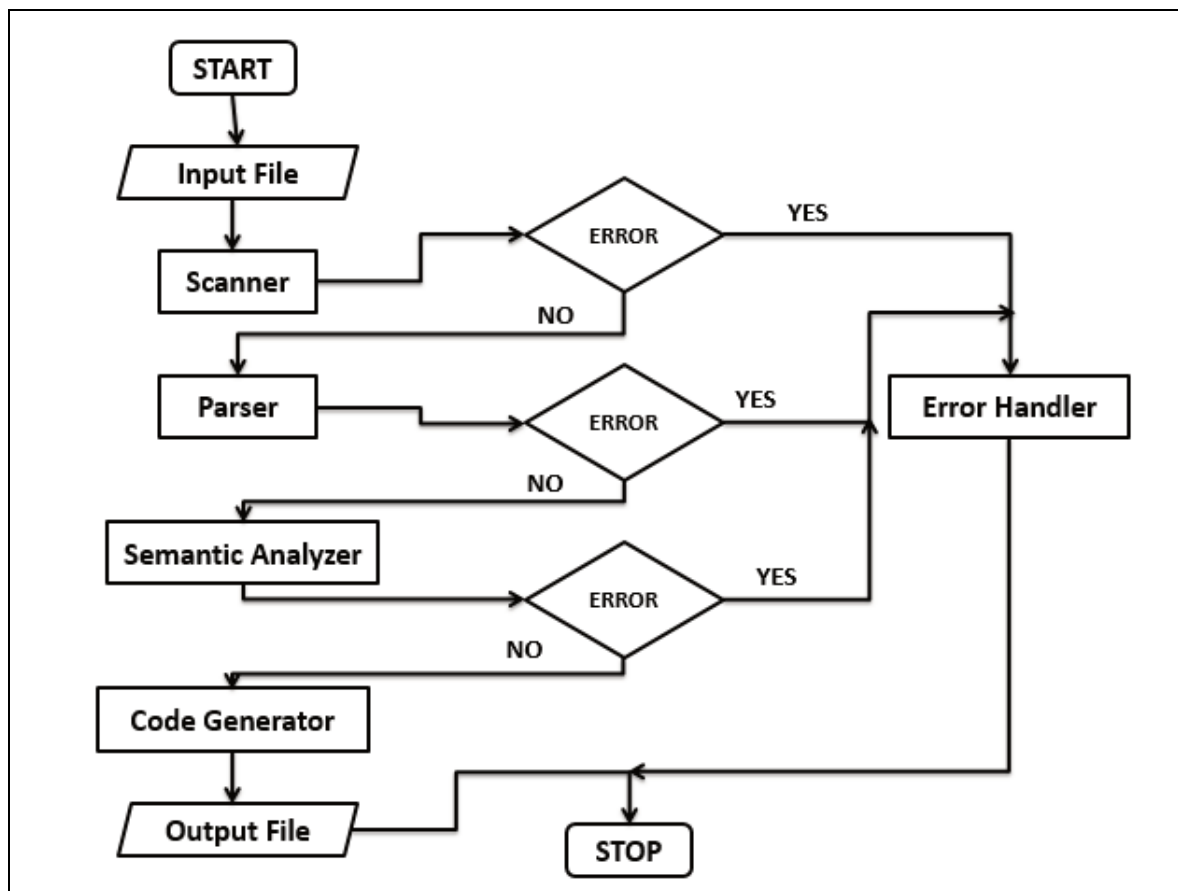 START
Input File
ERROR
YES
Scanner
NO
Parser
ERROR
YES
Error Handler
NO
Semantic Analyzer
ERROR
YES
NO
Code Generator
Output File
STOP